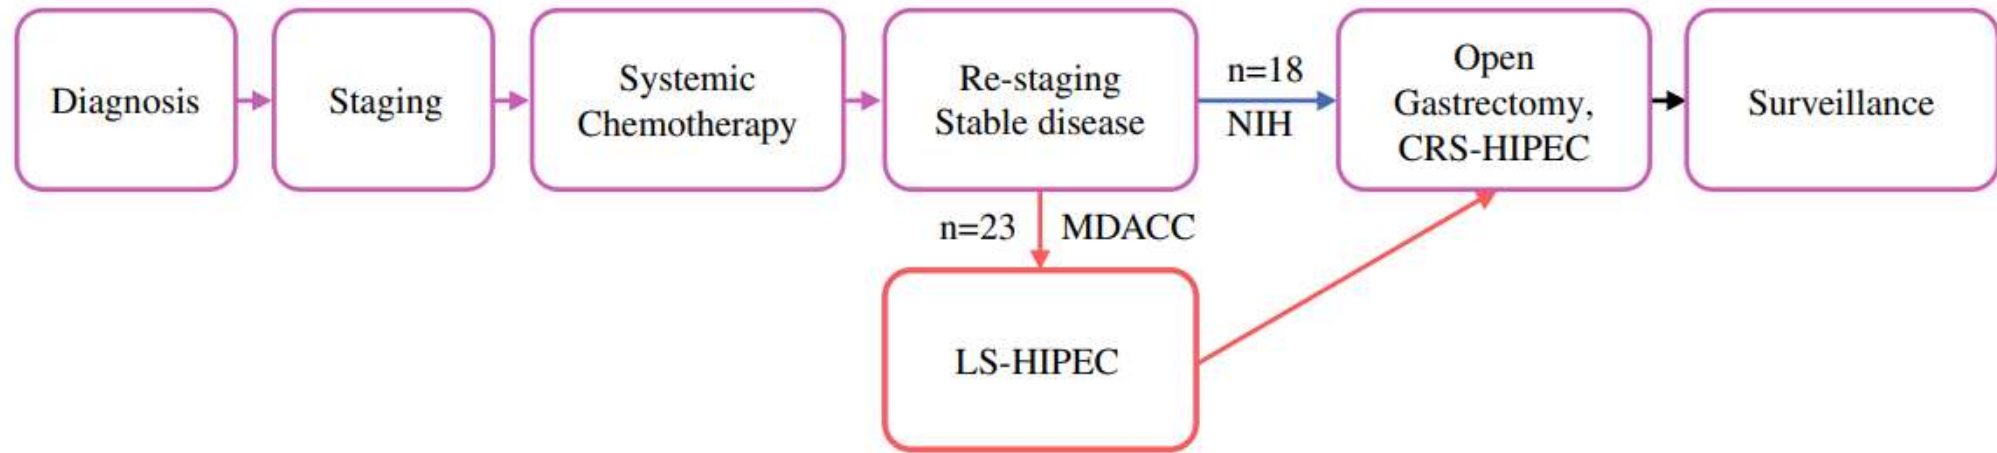 Diagnosis
Staging
Systemic
Chemotherapy
Re-staging
Stable disease
n=18
NIH
Open
Gastrectomy,
CRS-HIPEC
Surveillance
n=23
MDACC
LS-HIPEC